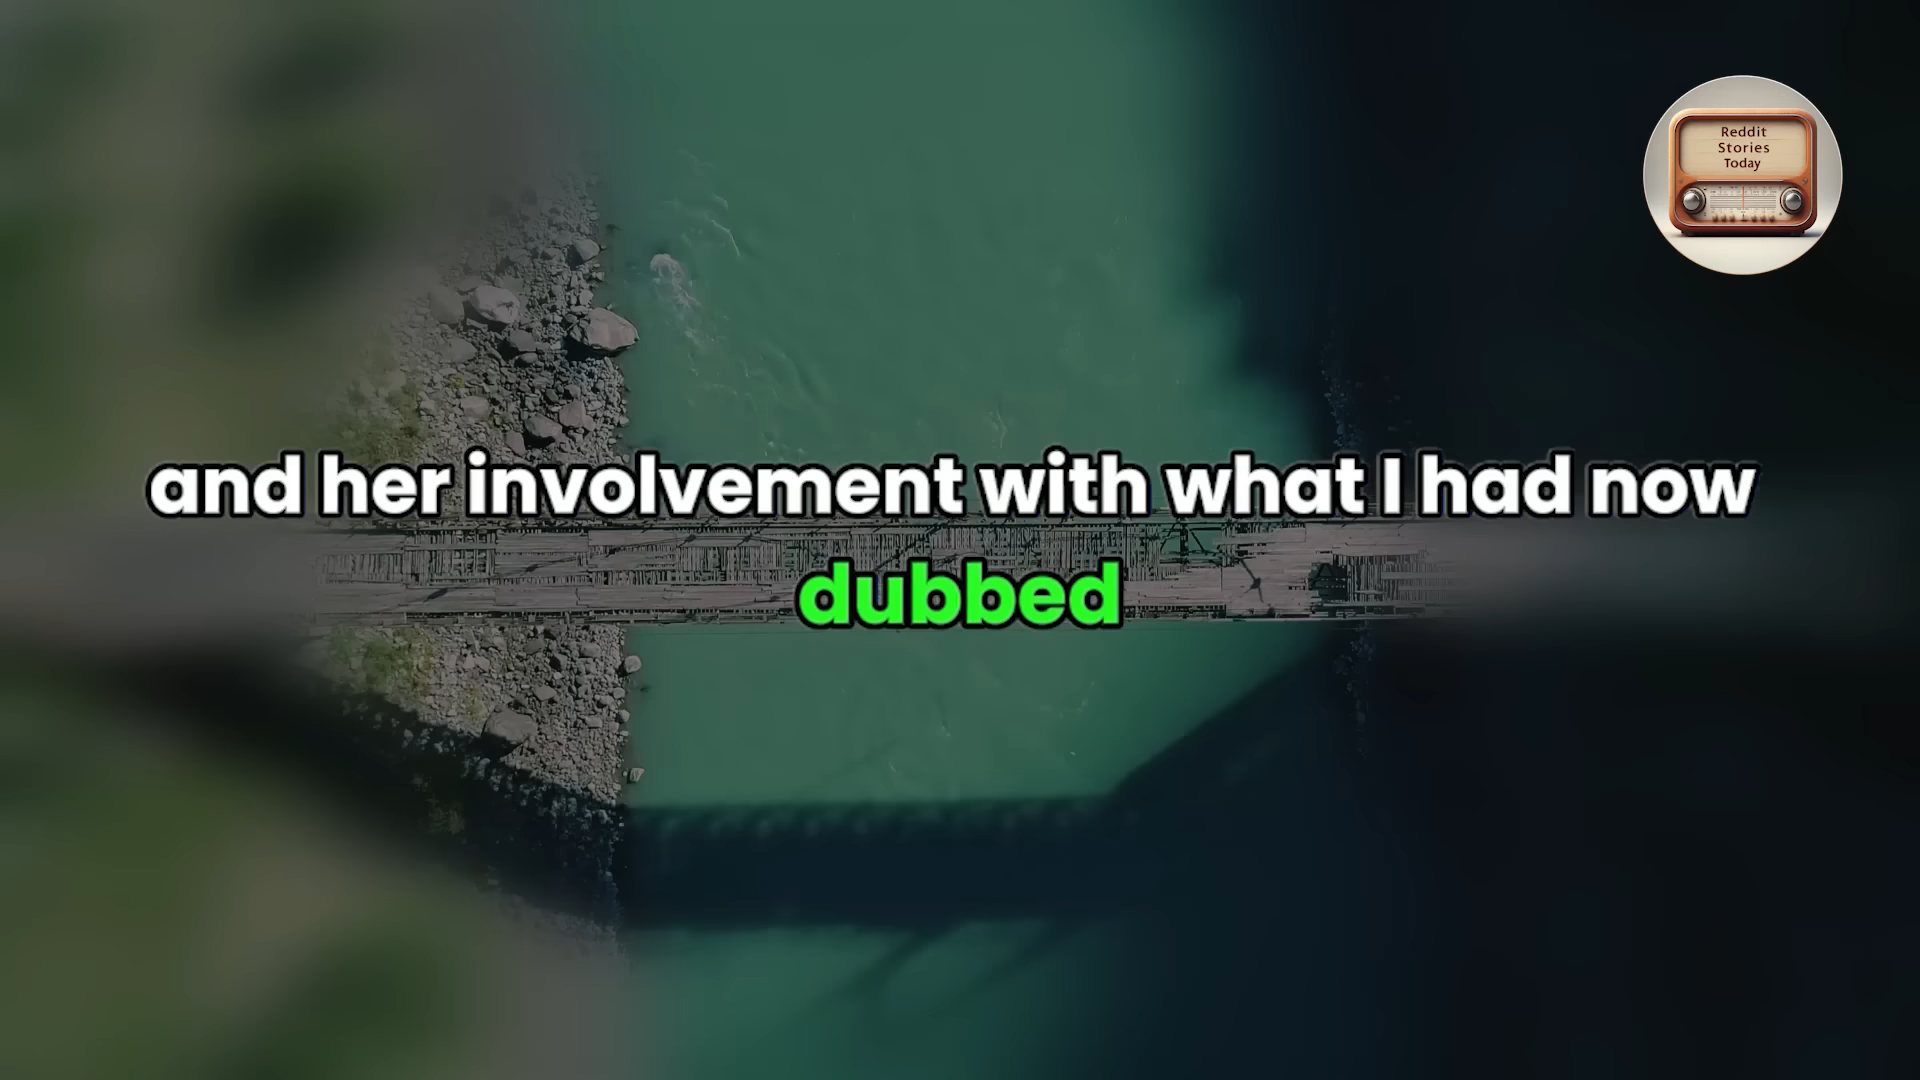 Reddit
Stories
Today
and her involvement with what I had now
dubbed